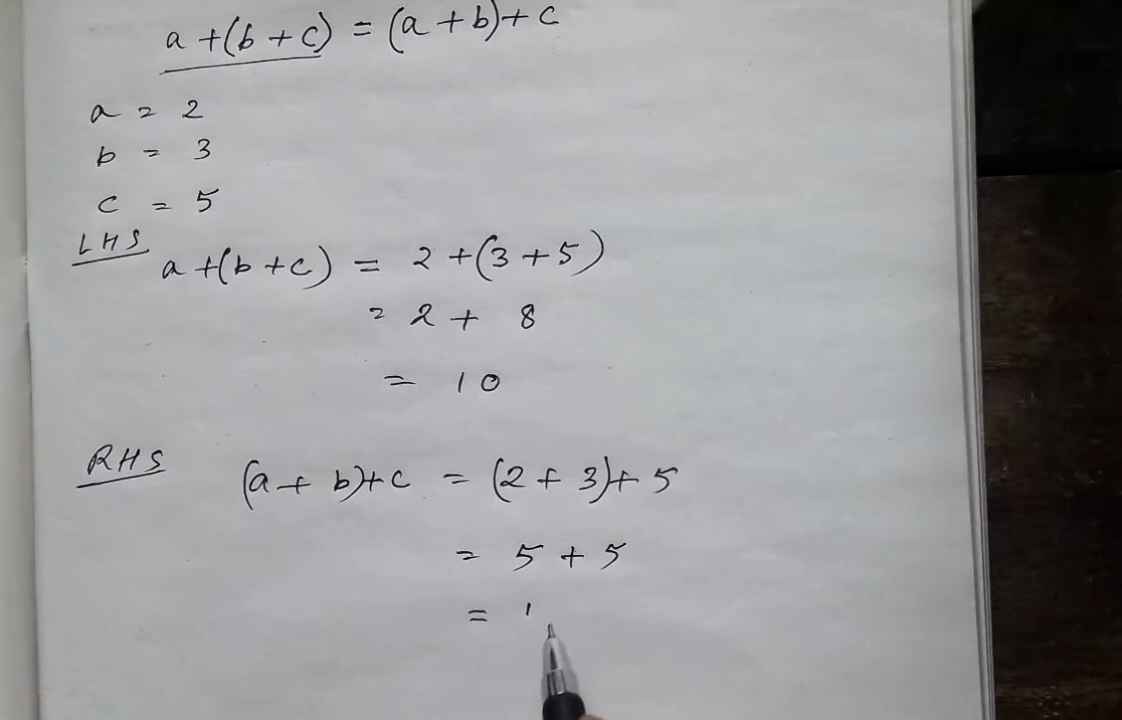 a + (b + c) = (a + b) + c
a = 2
b = 3
c = 5
LHS a + (b + c) = 2 + (3 + 5)
= 2 + 8
= 10
RHS (a + b) + c = (2 + 3) + 5
= 5 + 5
= 1